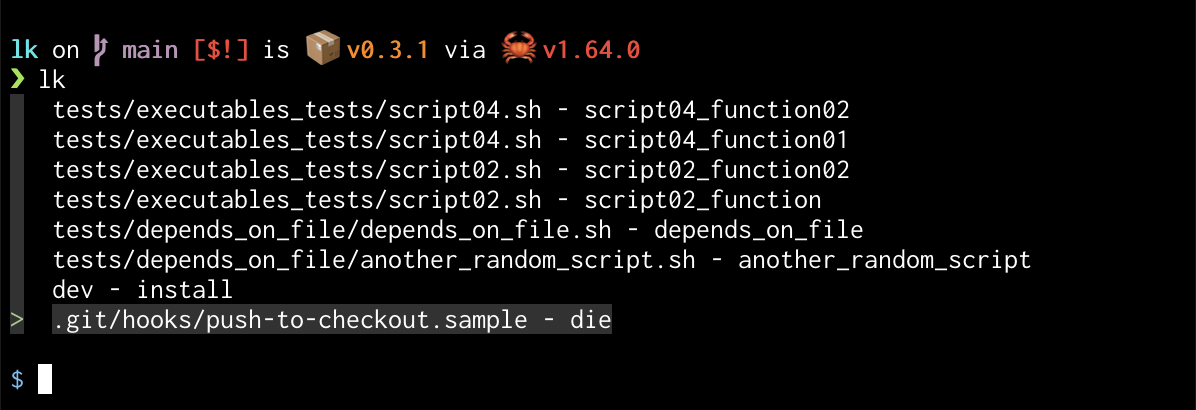 lk on main [$!] is 📦 v0.3.1 via 🦀 v1.64.0
❯ lk
tests/executables_tests/script04.sh - script04_function02
tests/executables_tests/script04.sh - script04_function01
tests/executables_tests/script02.sh - script02_function02
tests/executables_tests/script02.sh - script02_function
tests/depends_on_file/depends_on_file.sh - depends_on_file
tests/depends_on_file/another_random_script.sh - another_random_script
dev - install
> .git/hooks/push-to-checkout.sample - die
$